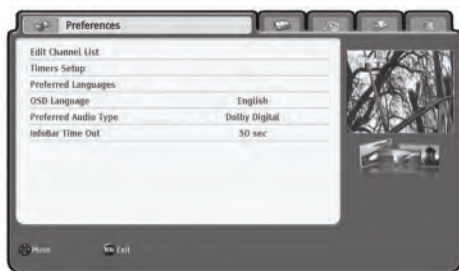 Preferences
Edit Channel List
Timers Setup
Preferred Languages
OSD Language English
Preferred Audio Type Dolby Digital
InfoBar Time Out 30 sec
Move Exit